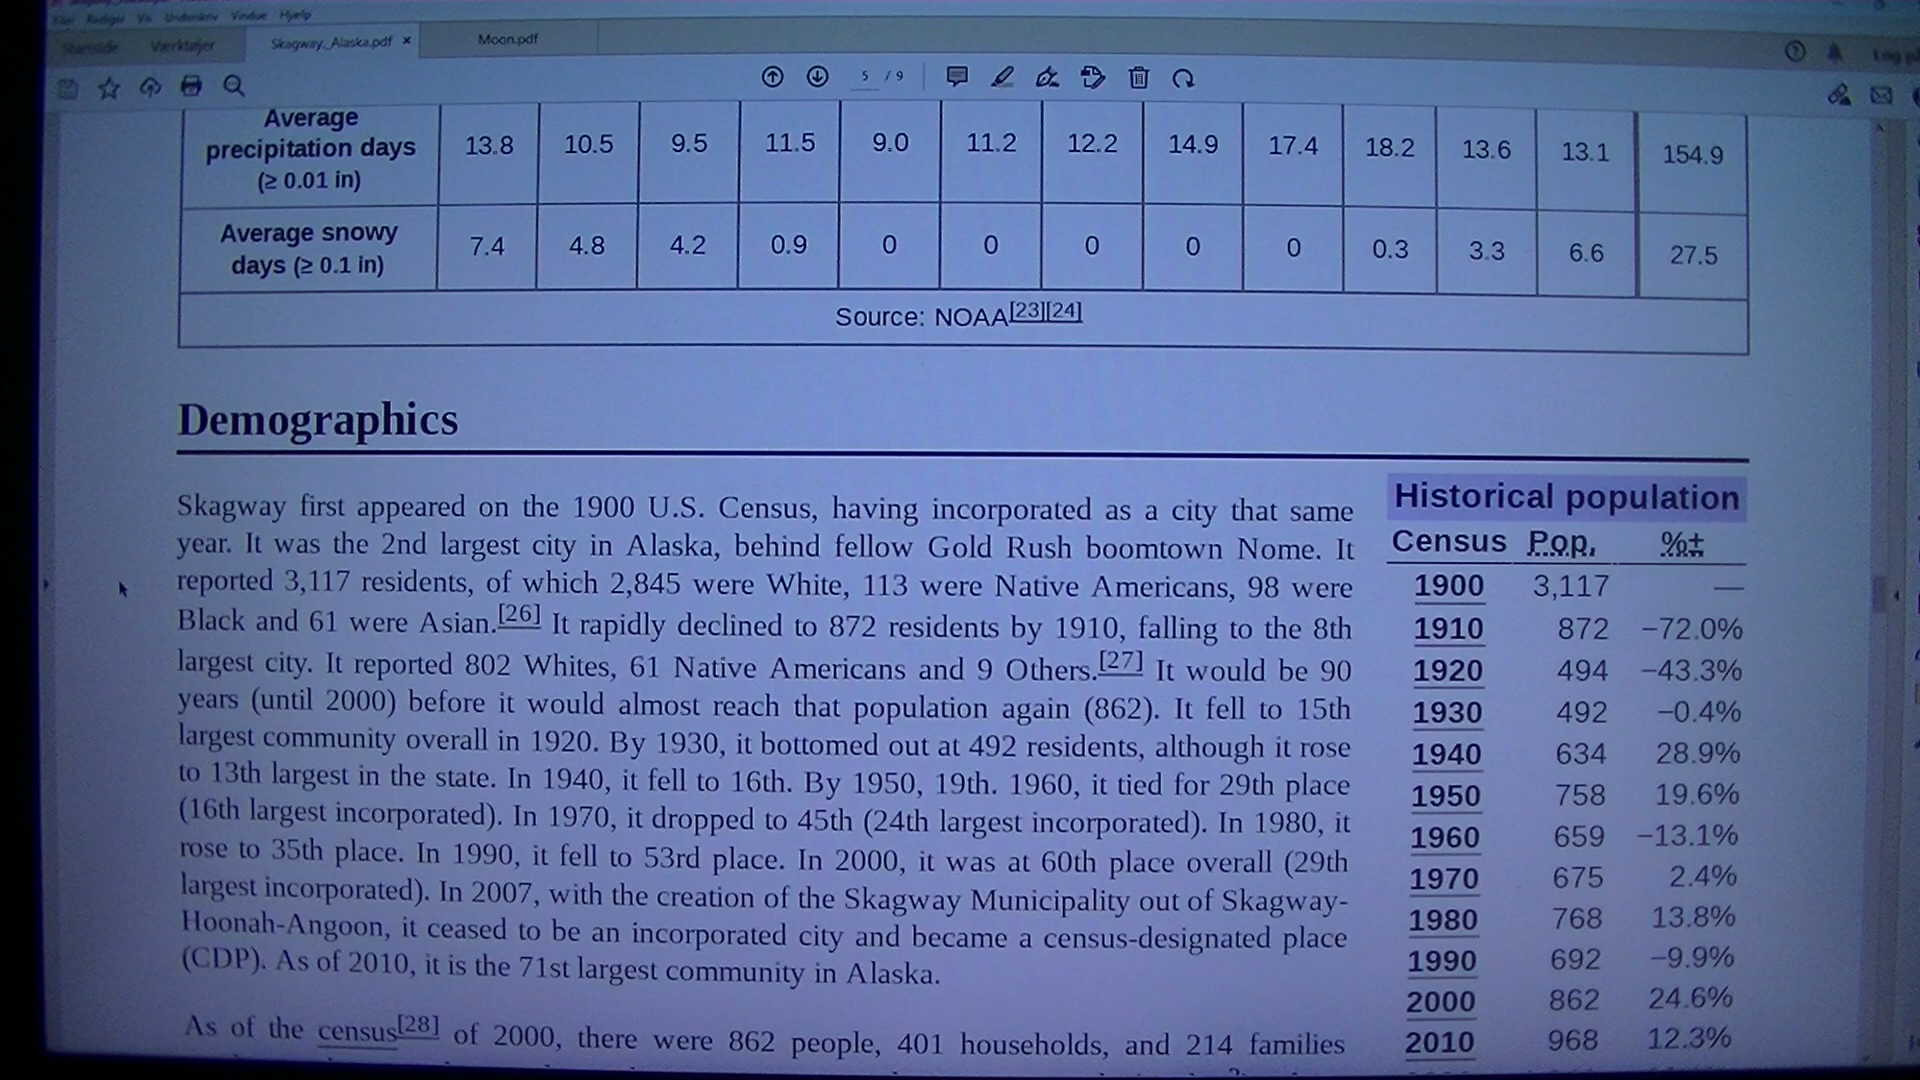 Filer Rediger Vis Underskriv Vindue Hjælp
Startside Værktøjer Skagway,_Alaska.pdf × Moon.pdf
5 / 9
Average precipitation days (≥ 0.01 in) 13.8 10.5 9.5 11.5 9.0 11.2 12.2 14.9 17.4 18.2 13.6 13.1 154.9
Average snowy days (≥ 0.1 in) 7.4 4.8 4.2 0.9 0 0 0 0 0 0.3 3.3 6.6 27.5
Source: NOAA[23][24]
Demographics
Skagway first appeared on the 1900 U.S. Census, having incorporated as a city that same
year. It was the 2nd largest city in Alaska, behind fellow Gold Rush boomtown Nome. It
reported 3,117 residents, of which 2,845 were White, 113 were Native Americans, 98 were
Black and 61 were Asian.[26] It rapidly declined to 872 residents by 1910, falling to the 8th
largest city. It reported 802 Whites, 61 Native Americans and 9 Others.[27] It would be 90
years (until 2000) before it would almost reach that population again (862). It fell to 15th
largest community overall in 1920. By 1930, it bottomed out at 492 residents, although it rose
to 13th largest in the state. In 1940, it fell to 16th. By 1950, 19th. 1960, it tied for 29th place
(16th largest incorporated). In 1970, it dropped to 45th (24th largest incorporated). In 1980, it
rose to 35th place. In 1990, it fell to 53rd place. In 2000, it was at 60th place overall (29th
largest incorporated). In 2007, with the creation of the Skagway Municipality out of Skagway-
Hoonah-Angoon, it ceased to be an incorporated city and became a census-designated place
(CDP). As of 2010, it is the 71st largest community in Alaska.
As of the census[28] of 2000, there were 862 people, 401 households, and 214 families
Historical population
Census Pop. %±
1900 3,117 —
1910 872 −72.0%
1920 494 −43.3%
1930 492 −0.4%
1940 634 28.9%
1950 758 19.6%
1960 659 −13.1%
1970 675 2.4%
1980 768 13.8%
1990 692 −9.9%
2000 862 24.6%
2010 968 12.3%